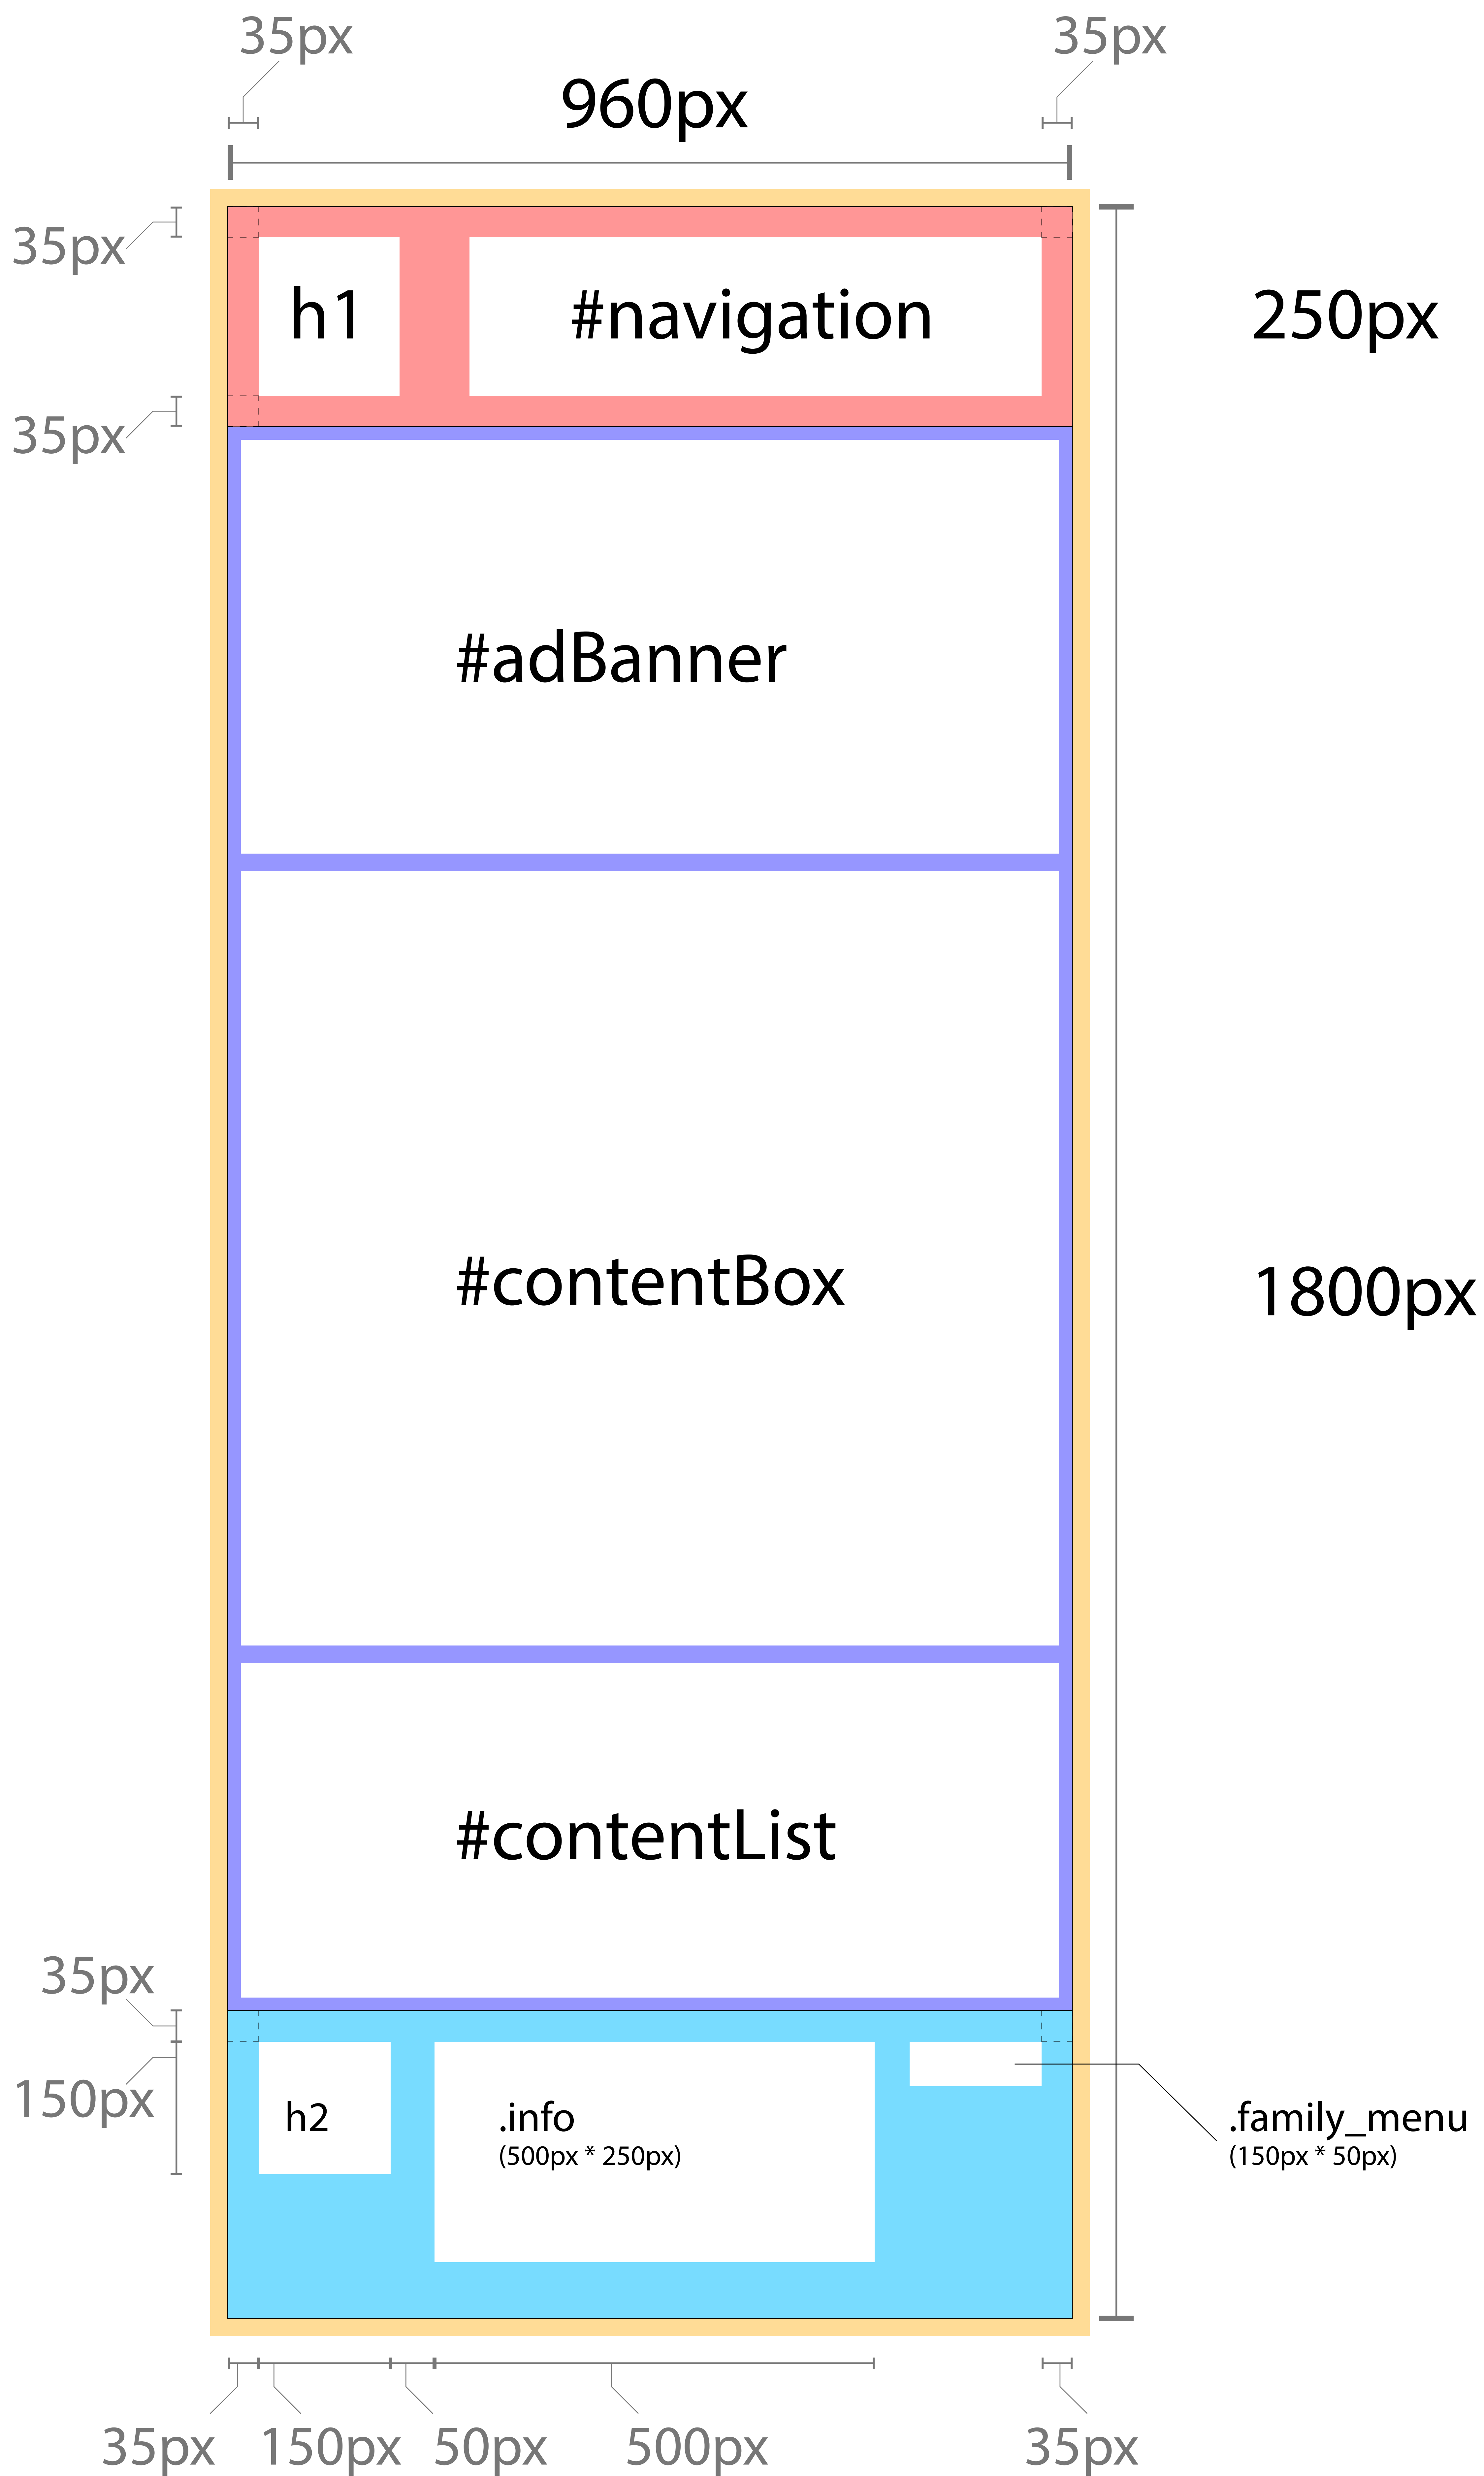 35px
35px
960px
35px
h1
#navigation
250px
35px
#adBanner
#contentBox
1800px
#contentList
35px
150px
h2
.info
(500px * 250px)
.family_menu
(150px * 50px)
35px
150px
50px
500px
35px